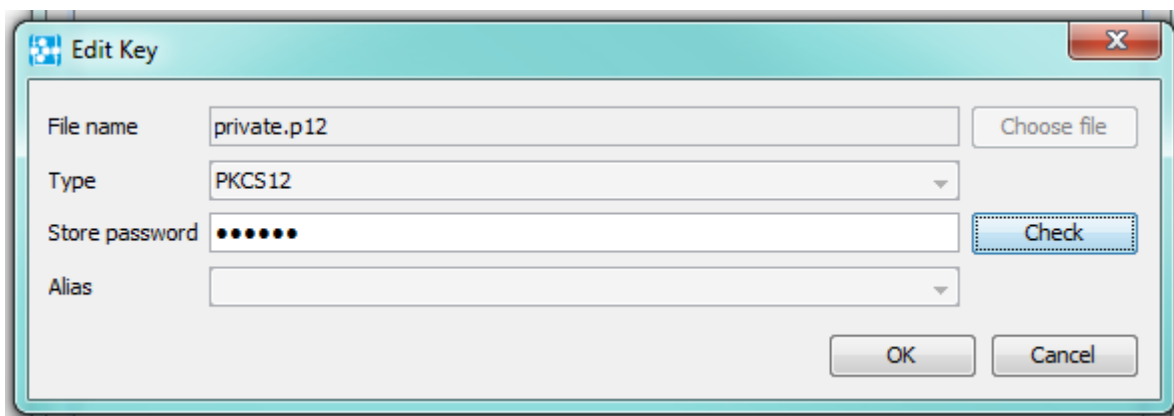 Edit Key
File name private.p12 Choose file
Type PKCS12
Store password •••••• Check
Alias
OK Cancel